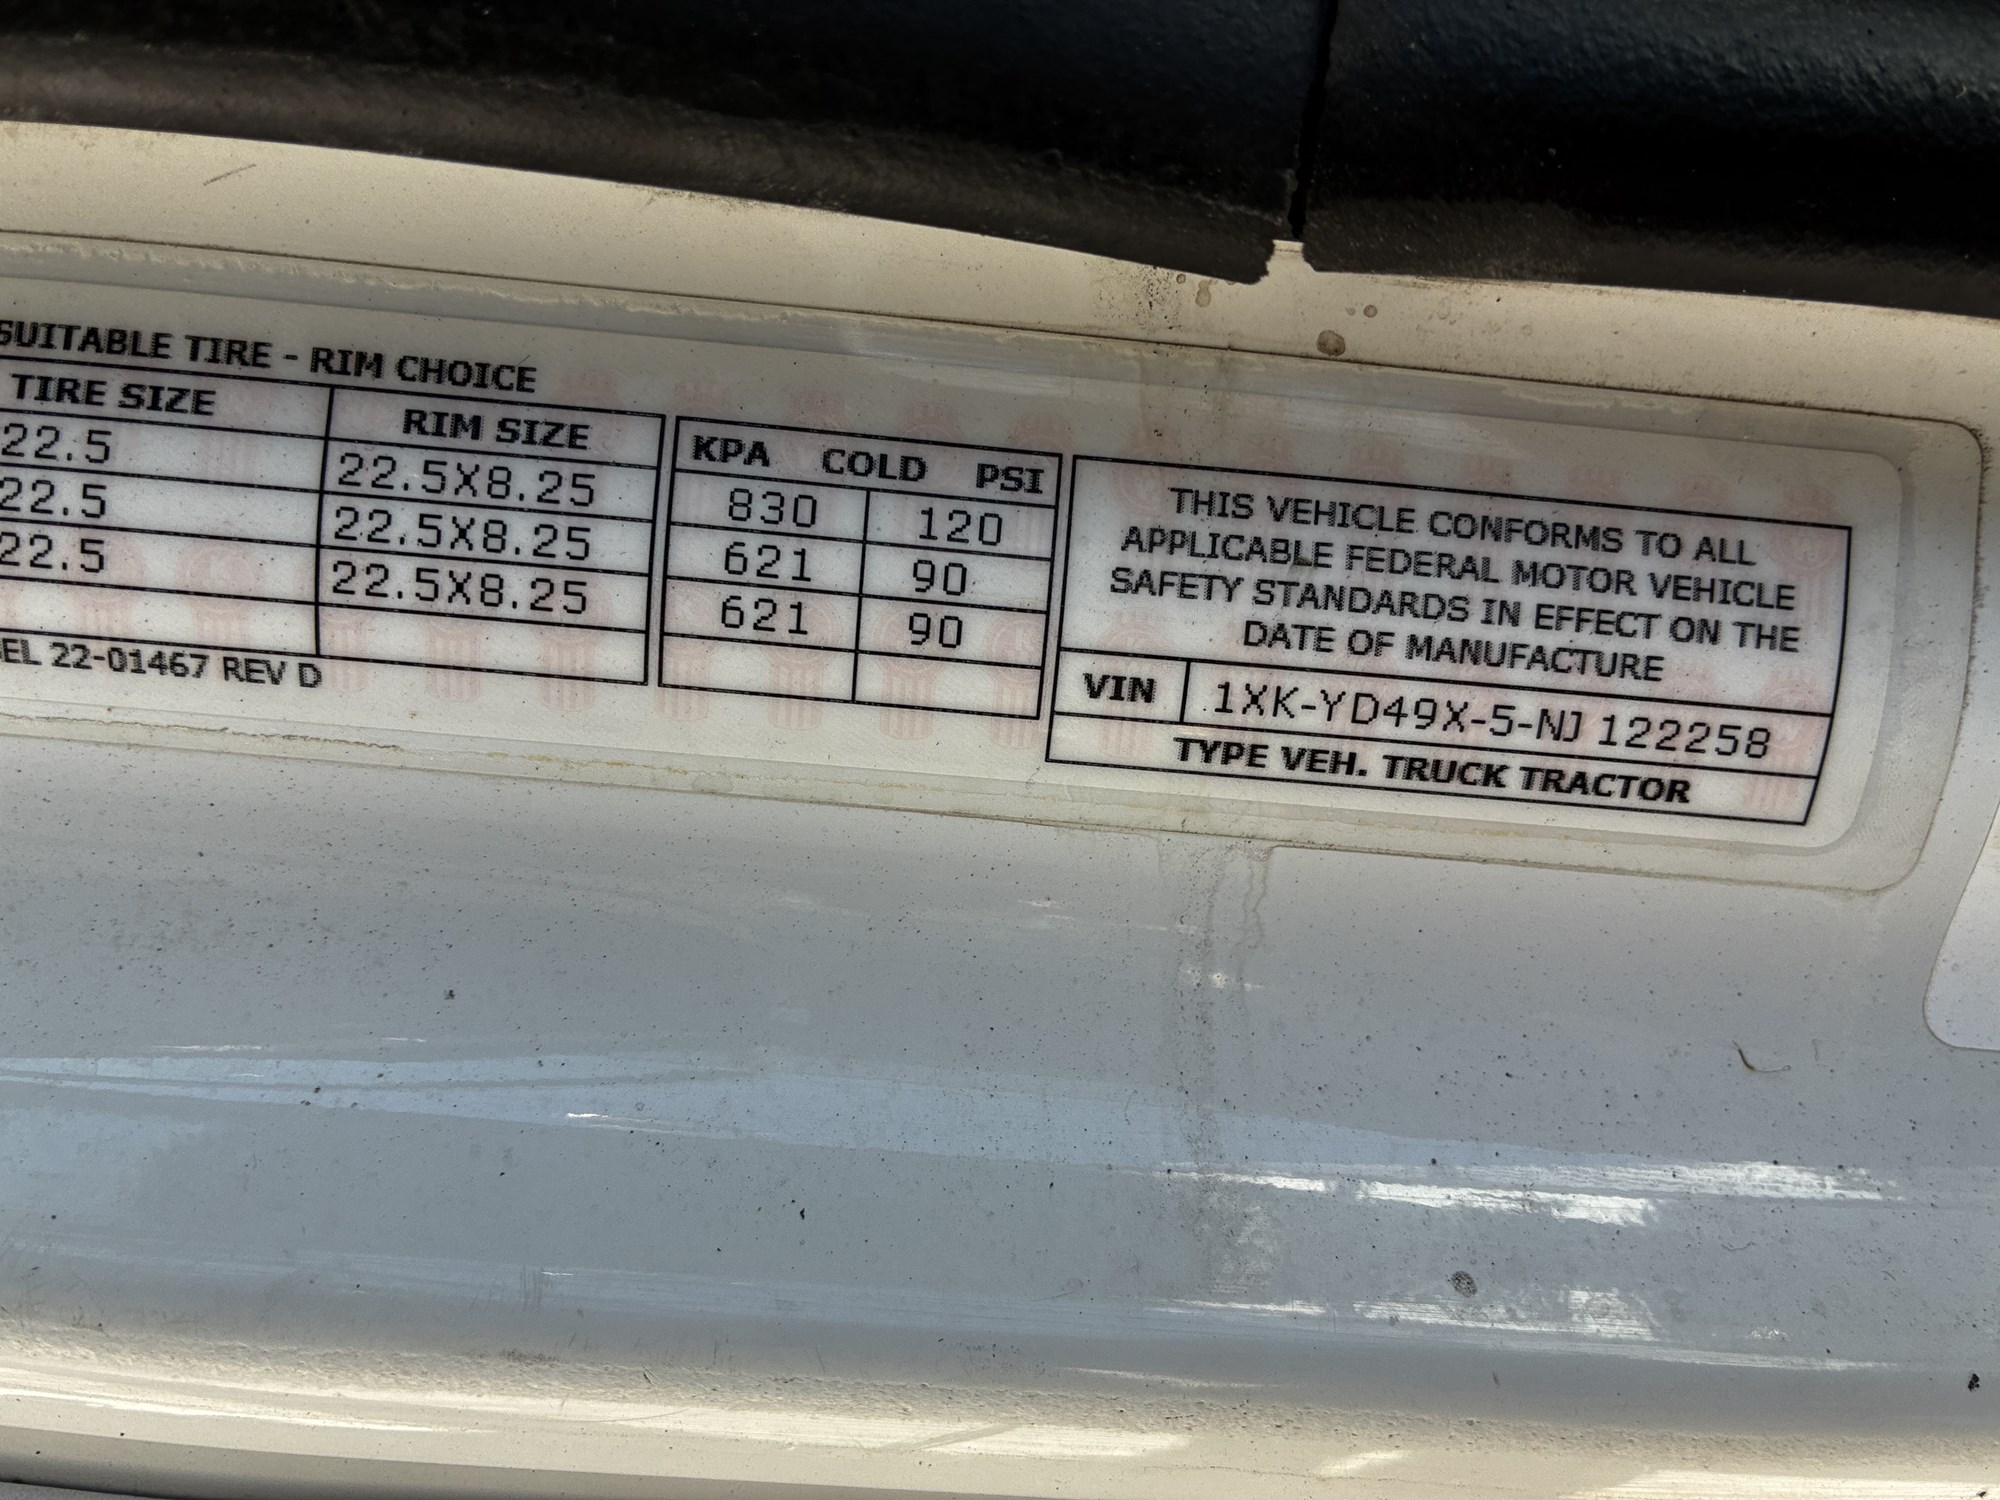 SUITABLE TIRE - RIM CHOICE
TIRE SIZE RIM SIZE KPA COLD PSI
22.5 22.5X8.25 830 120
22.5 22.5X8.25 621 90
22.5 22.5X8.25 621 90
EL 22-01467 REV D
THIS VEHICLE CONFORMS TO ALL
APPLICABLE FEDERAL MOTOR VEHICLE
SAFETY STANDARDS IN EFFECT ON THE
DATE OF MANUFACTURE
VIN 1XK-YD49X-5-NJ 122258
TYPE VEH. TRUCK TRACTOR